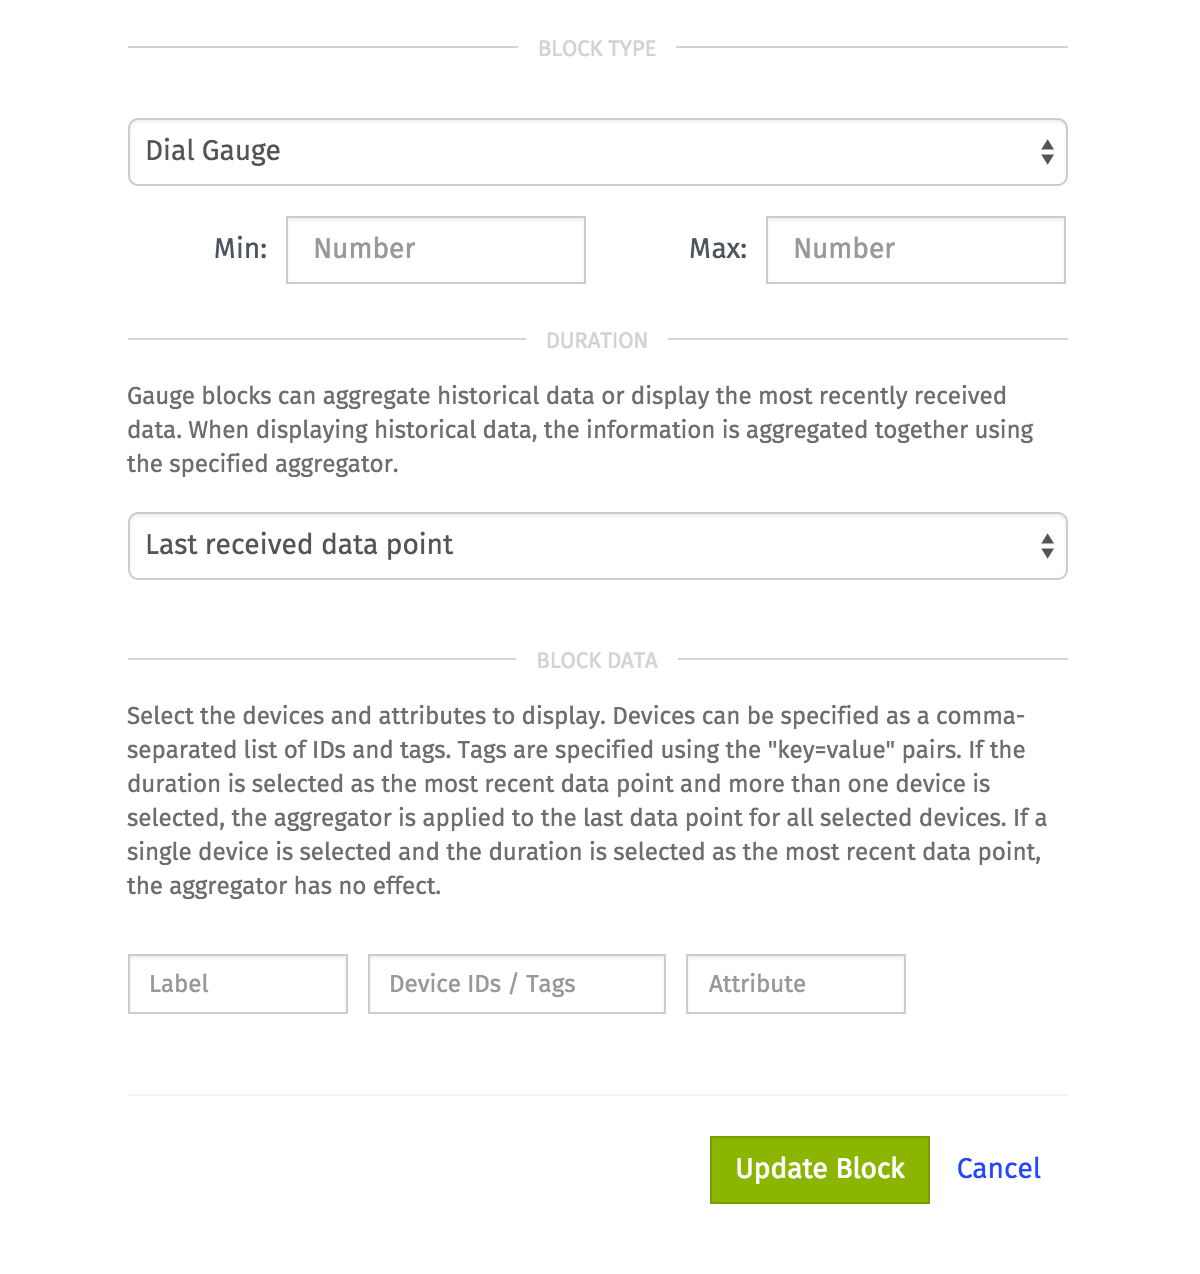 BLOCK TYPE
Dial Gauge
Min: Number Max: Number
DURATION
Gauge blocks can aggregate historical data or display the most recently received
data. When displaying historical data, the information is aggregated together using
the specified aggregator.
Last received data point
BLOCK DATA
Select the devices and attributes to display. Devices can be specified as a comma-
separated list of IDs and tags. Tags are specified using the "key=value" pairs. If the
duration is selected as the most recent data point and more than one device is
selected, the aggregator is applied to the last data point for all selected devices. If a
single device is selected and the duration is selected as the most recent data point,
the aggregator has no effect.
Label Device IDs / Tags Attribute
Update Block Cancel